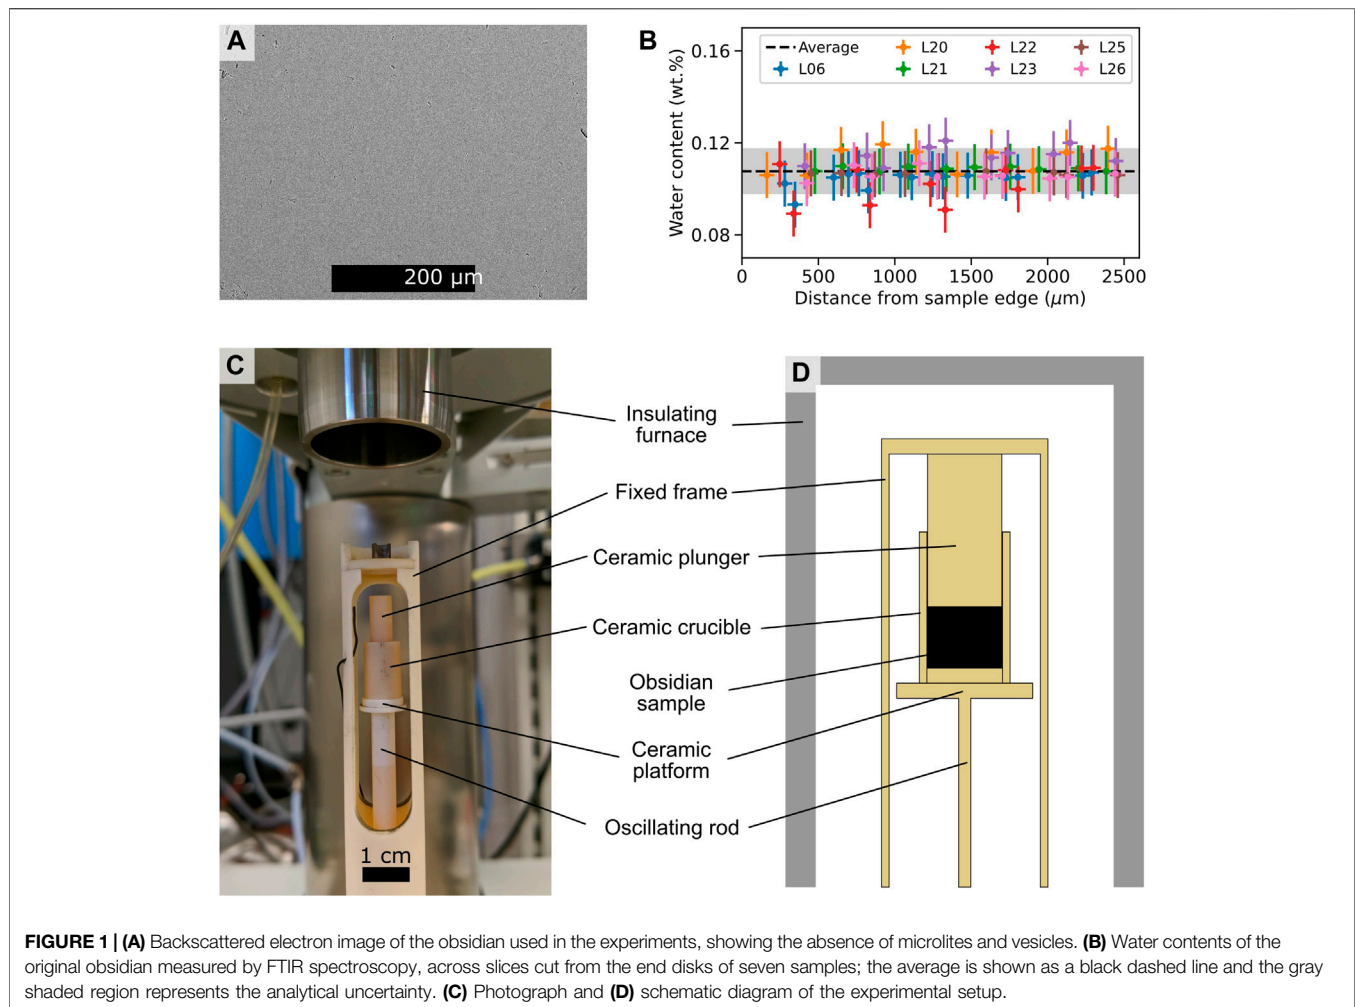 A
200 µm
B
0.16
0.12
0.08
Water content (wt.%)
Average
L20
L22
L25
L06
L21
L23
L26
0
500
1000
1500
2000
2500
Distance from sample edge (µm)
C
D
Insulating
furnace
Fixed frame
Ceramic plunger
Ceramic crucible
Obsidian
sample
Ceramic
platform
Oscillating rod
1 cm
FIGURE 1 | (A) Backscattered electron image of the obsidian used in the experiments, showing the absence of microlites and vesicles. (B) Water contents of the
original obsidian measured by FTIR spectroscopy, across slices cut from the end disks of seven samples; the average is shown as a black dashed line and the gray
shaded region represents the analytical uncertainty. (C) Photograph and (D) schematic diagram of the experimental setup.